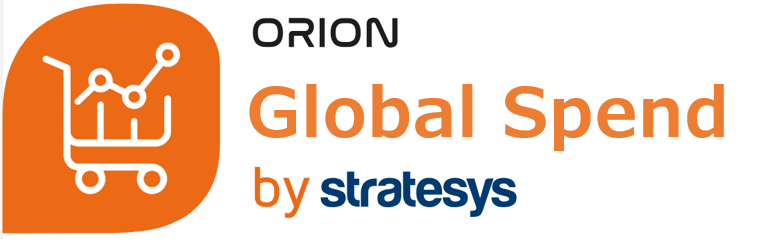 ORION
Global Spend
by stratesys